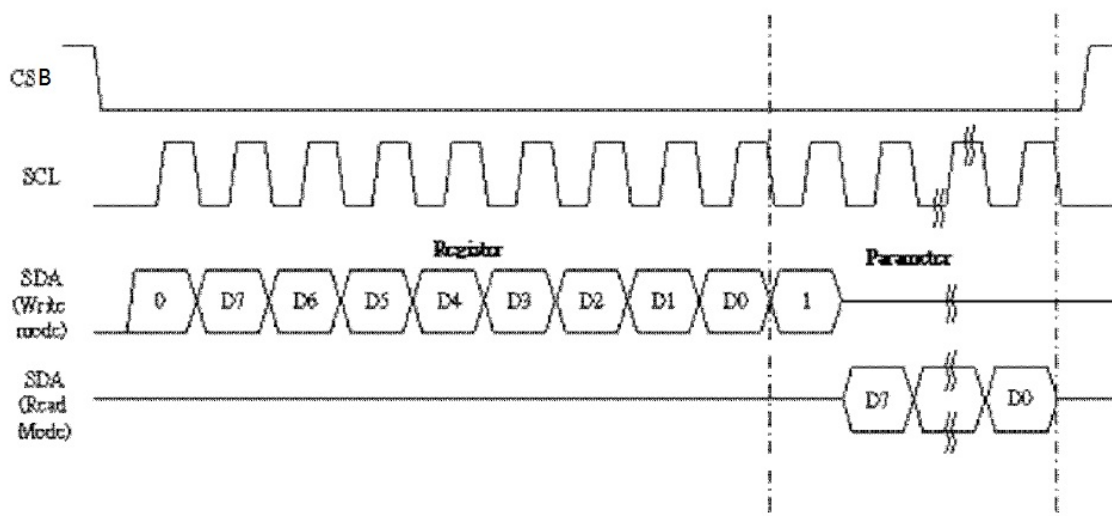 CSB
SCL
Register
Parameter
SDA
(Write
mode)
0 D7 D6 D5 D4 D3 D2 D1 D0 1
SDA
(Read
Mode)
D7 D0